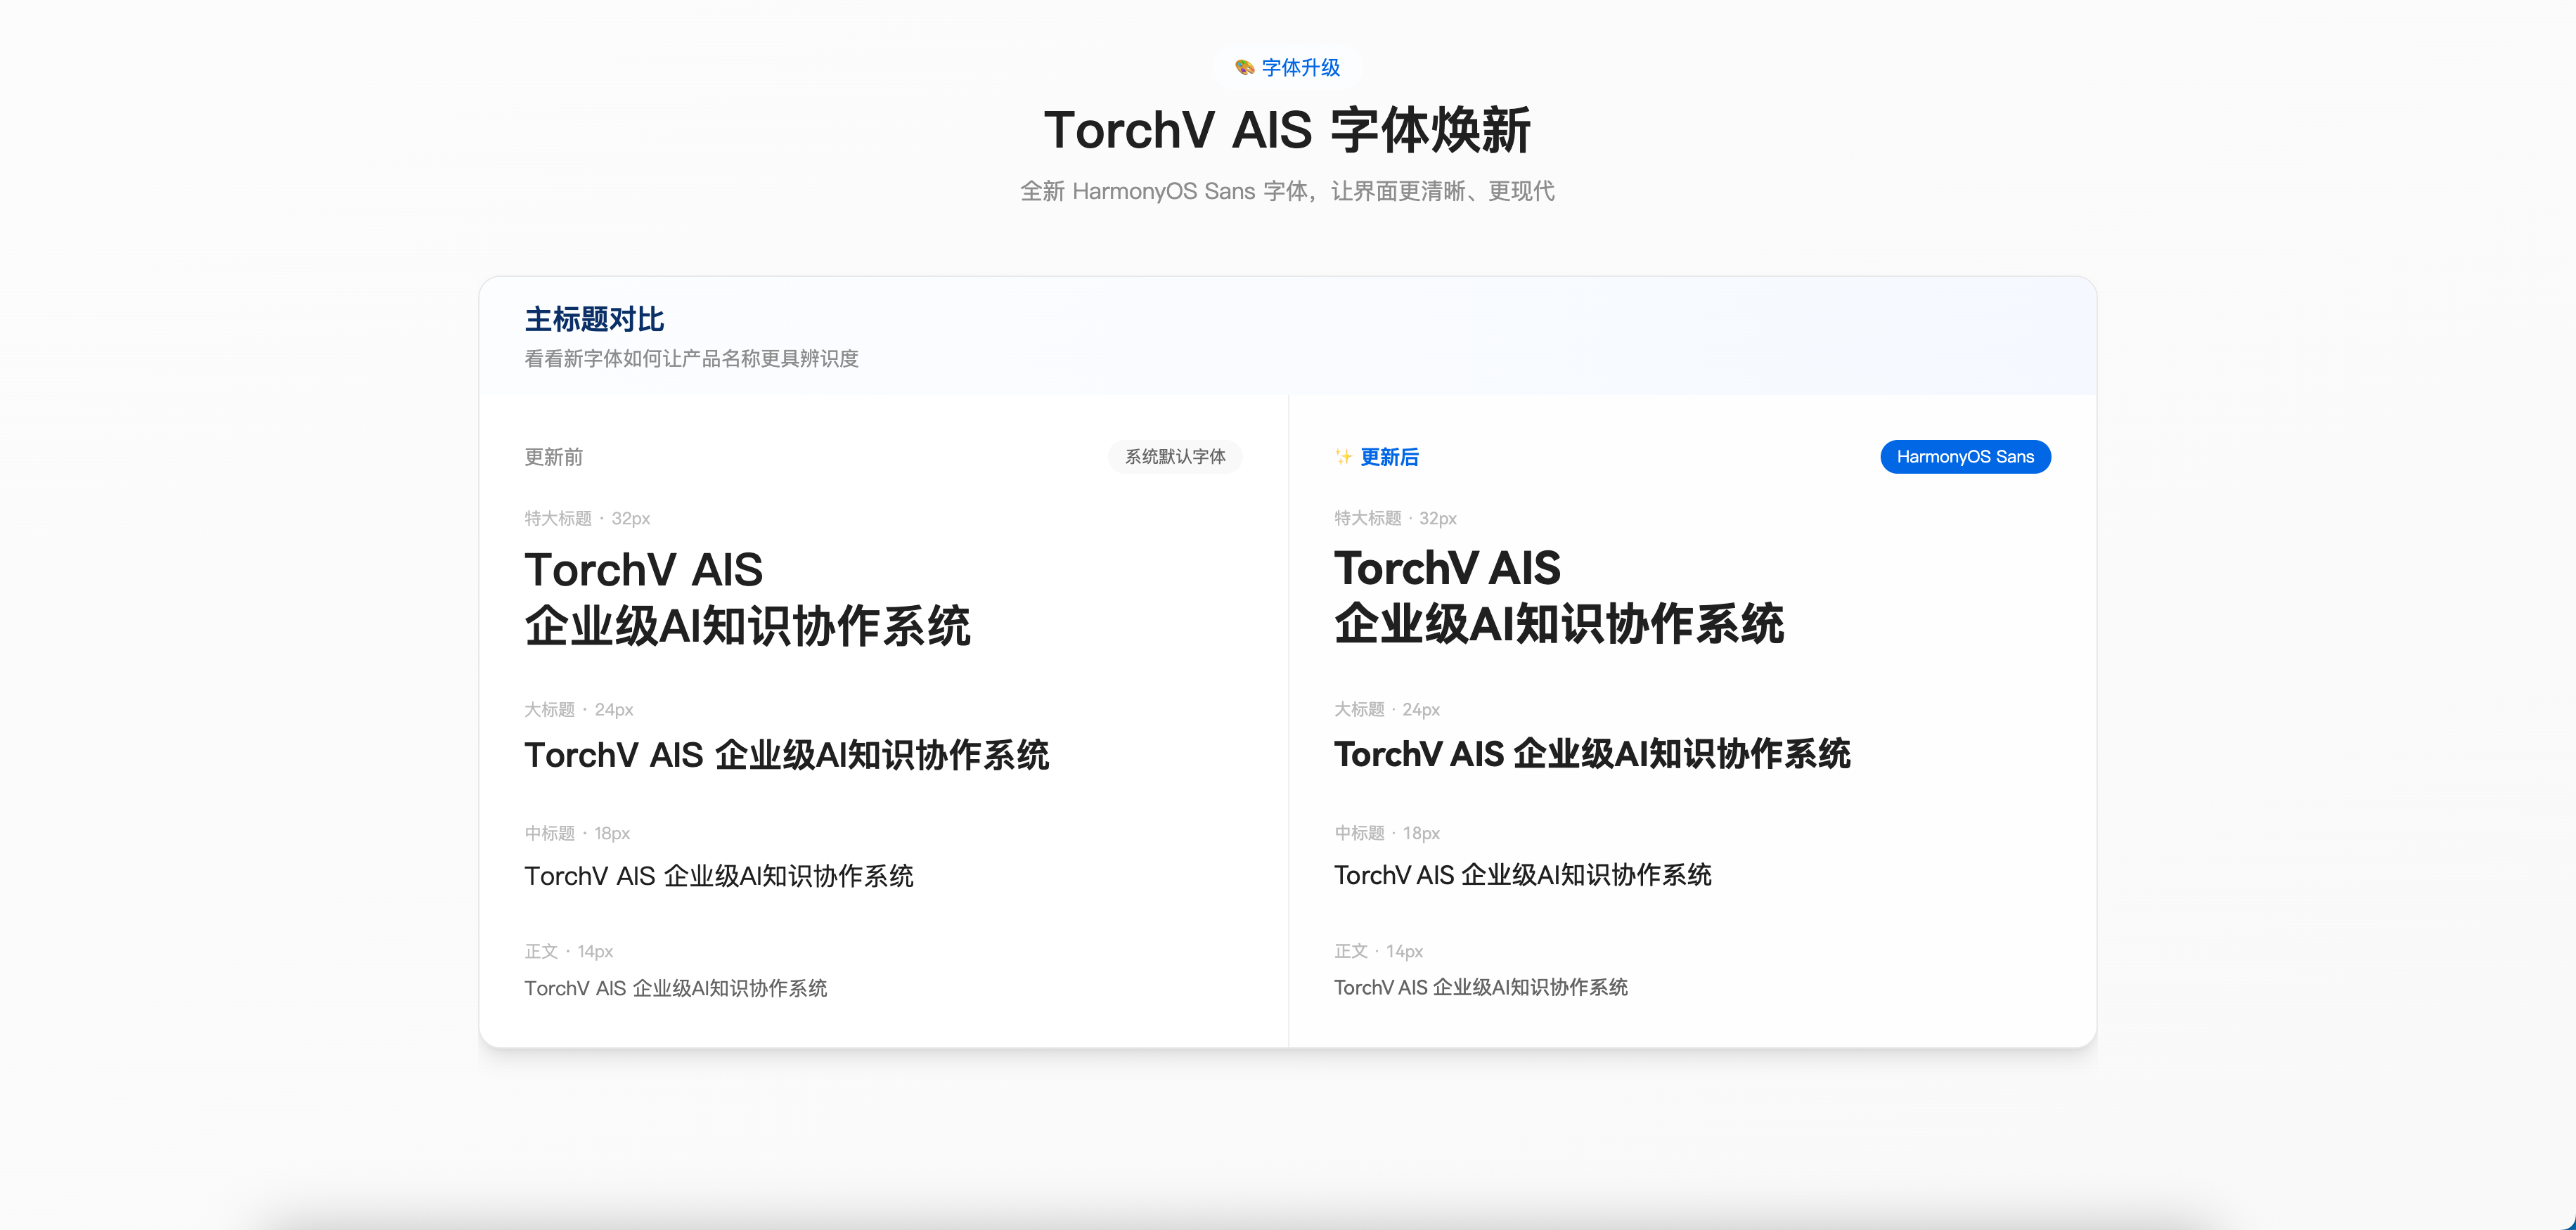 🎨 字体升级
TorchV AIS 字体焕新
全新 HarmonyOS Sans 字体，让界面更清晰、更现代
主标题对比
看看新字体如何让产品名称更具辨识度
更新前
系统默认字体
特大标题 · 32px
TorchV AIS
企业级AI知识协作系统
大标题 · 24px
TorchV AIS 企业级AI知识协作系统
中标题 · 18px
TorchV AIS 企业级AI知识协作系统
正文 · 14px
TorchV AIS 企业级AI知识协作系统
✨ 更新后
HarmonyOS Sans
特大标题 · 32px
TorchV AIS
企业级AI知识协作系统
大标题 · 24px
TorchV AIS 企业级AI知识协作系统
中标题 · 18px
TorchV AIS 企业级AI知识协作系统
正文 · 14px
TorchV AIS 企业级AI知识协作系统